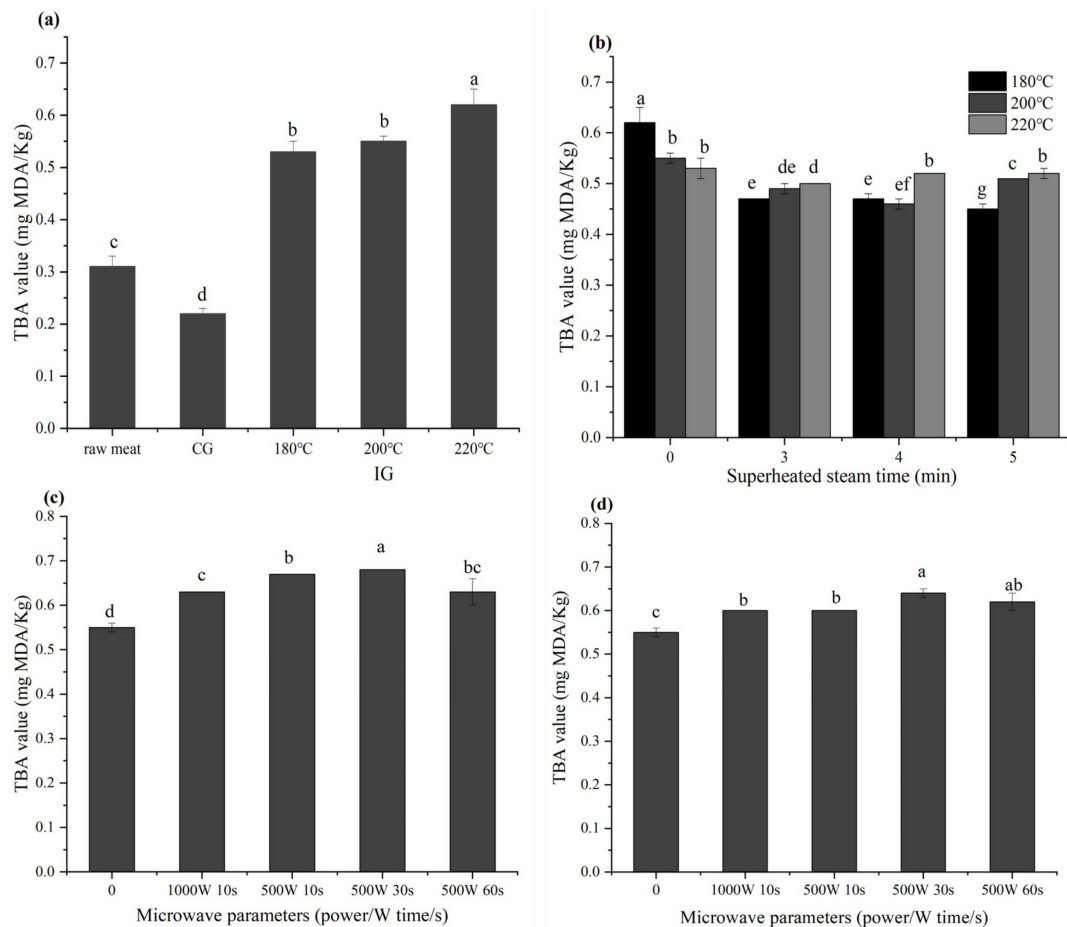 (a)
TBA value (mg MDA/Kg)
0.7
0.6
0.5
0.4
0.3
0.2
0.1
0.0
c
d
b
b
a
raw meat CG 180℃ 200℃ 220℃
IG
(b)
TBA value (mg MDA/Kg)
0.7
0.6
0.5
0.4
0.3
0.2
0.1
0.0
180℃
200℃
220℃
a b b
e de d
e ef b
g c b
0 3 4 5
Superheated steam time (min)
(c)
TBA value (mg MDA/Kg)
0.8
0.7
0.6
0.5
0.4
0.3
0.2
0.1
0.0
d c b a bc
0 1000W 10s 500W 10s 500W 30s 500W 60s
Microwave parameters (power/W time/s)
(d)
TBA value (mg MDA/Kg)
0.8
0.7
0.6
0.5
0.4
0.3
0.2
0.1
0.0
c b b a ab
0 1000W 10s 500W 10s 500W 30s 500W 60s
Microwave parameters (power/W time/s)